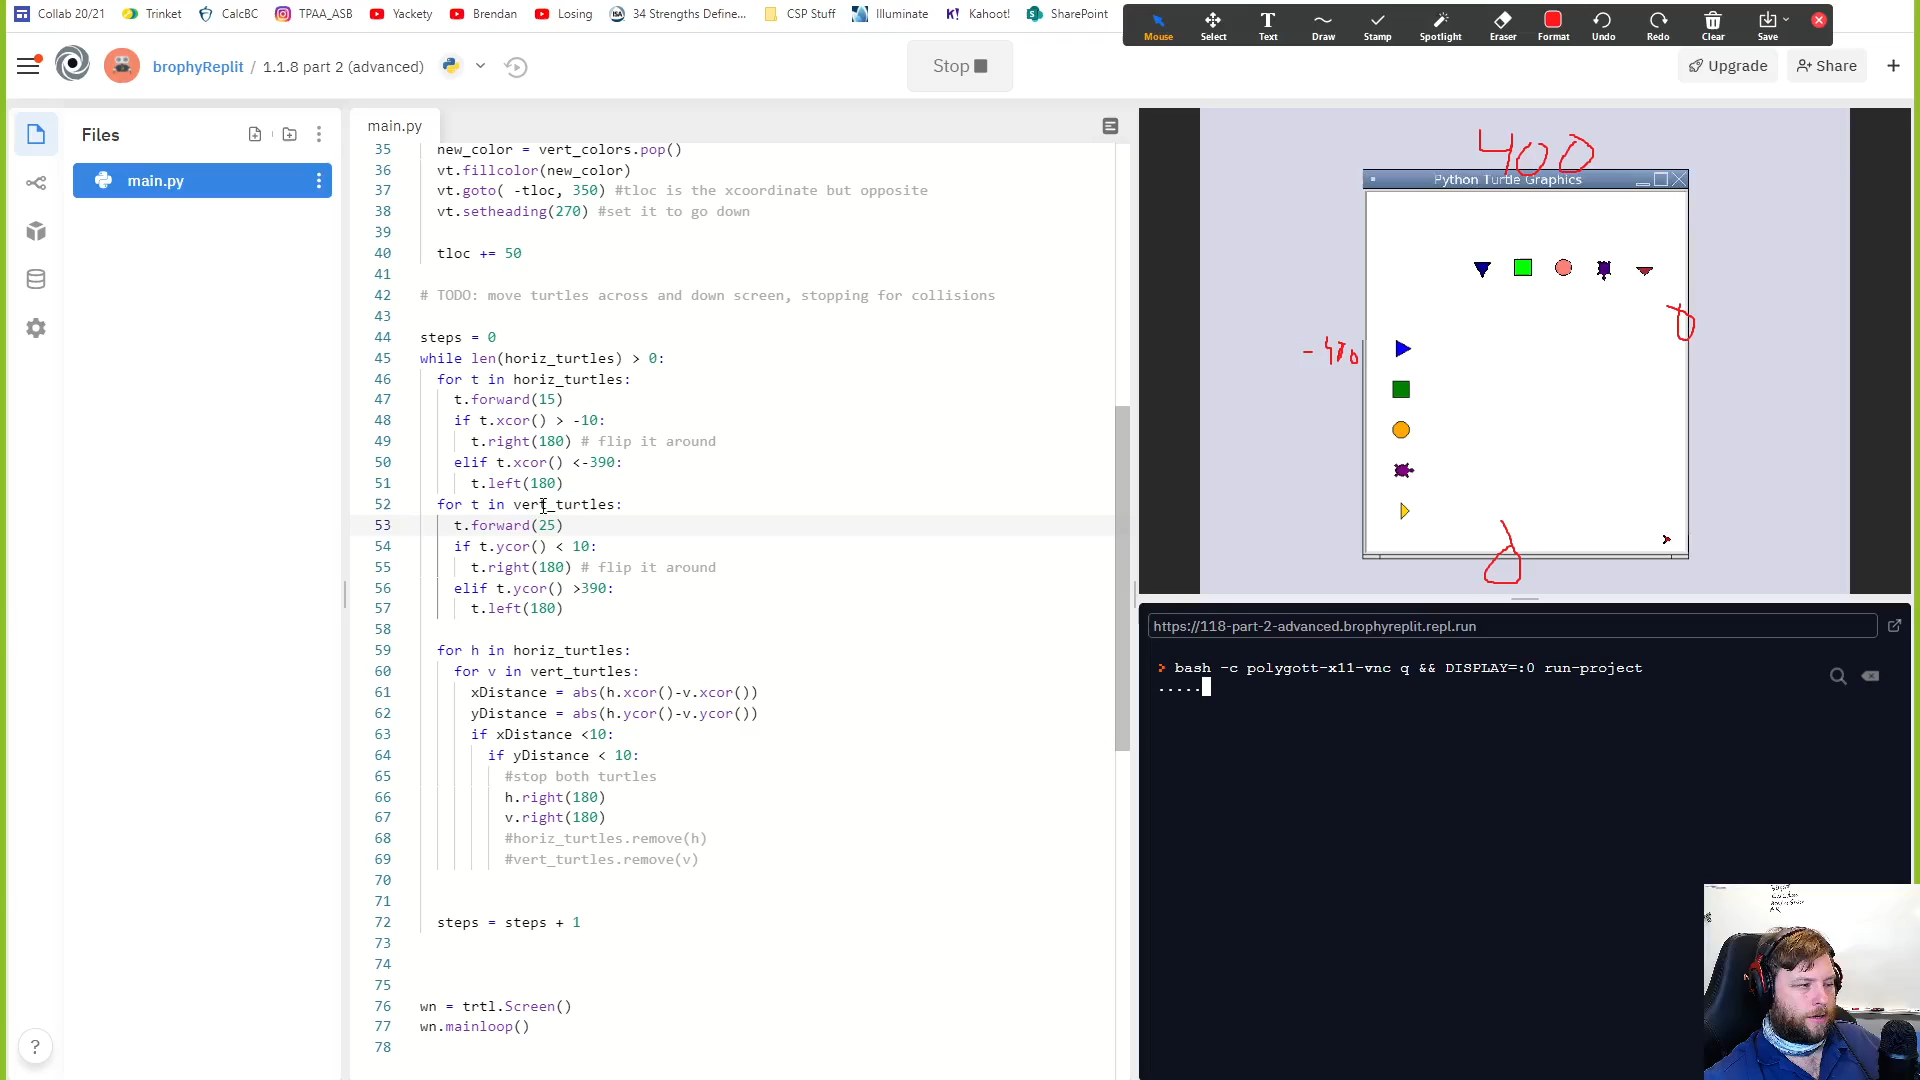 Collab 20/21 Trinket CalcBC TPAA_ASB Yackety Brendan Losing 34 Strengths Define... CSP Stuff Illuminate Kahoot! SharePoint
Mouse Select Text Draw Stamp Spotlight Eraser Format Undo Redo Clear Save
brophyReplit / 1.1.8 part 2 (advanced)
Stop
Upgrade Share
Files
main.py
main.py
35 new_color = vert_colors.pop()
36 vt.fillcolor(new_color)
37 vt.goto( -tloc, 350) #tloc is the xcoordinate but opposite
38 vt.setheading(270) #set it to go down
39
40 tloc += 50
41
42 # TODO: move turtles across and down screen, stopping for collisions
43
44 steps = 0
45 while len(horiz_turtles) > 0:
46 for t in horiz_turtles:
47 t.forward(15)
48 if t.xcor() > -10:
49 t.right(180) # flip it around
50 elif t.xcor() <-390:
51 t.left(180)
52 for t in vert_turtles:
53 t.forward(25)
54 if t.ycor() < 10:
55 t.right(180) # flip it around
56 elif t.ycor() >390:
57 t.left(180)
58
59 for h in horiz_turtles:
60 for v in vert_turtles:
61 xDistance = abs(h.xcor()-v.xcor())
62 yDistance = abs(h.ycor()-v.ycor())
63 if xDistance <10:
64 if yDistance < 10:
65 #stop both turtles
66 h.right(180)
67 v.right(180)
68 #horiz_turtles.remove(h)
69 #vert_turtles.remove(v)
70
71
72 steps = steps + 1
73
74
75
76 wn = trtl.Screen()
77 wn.mainloop()
78
400
Python Turtle Graphics
0
-400
0
https://118-part-2-advanced.brophyreplit.repl.run
> bash -c polygott-x11-vnc q && DISPLAY=:0 run-project
.....
?